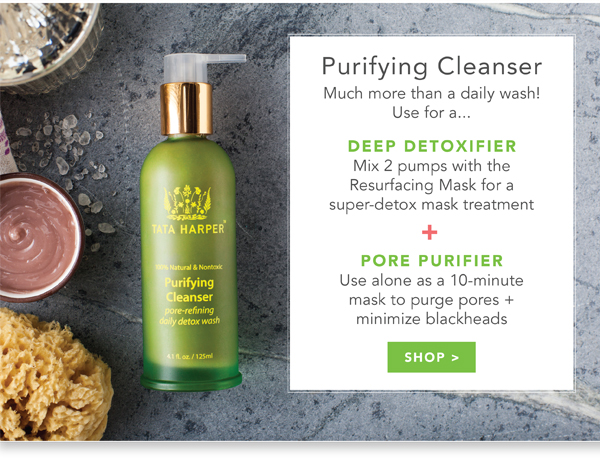 TATA HARPER
100% Natural & Nontoxic
Purifying
Cleanser
pore-refining
daily detox wash
4.1 fl. oz. / 125ml
Purifying Cleanser
Much more than a daily wash!
Use for a...
DEEP DETOXIFIER
Mix 2 pumps with the
Resurfacing Mask for a
super-detox mask treatment
+
PORE PURIFIER
Use alone as a 10-minute
mask to purge pores +
minimize blackheads
SHOP >